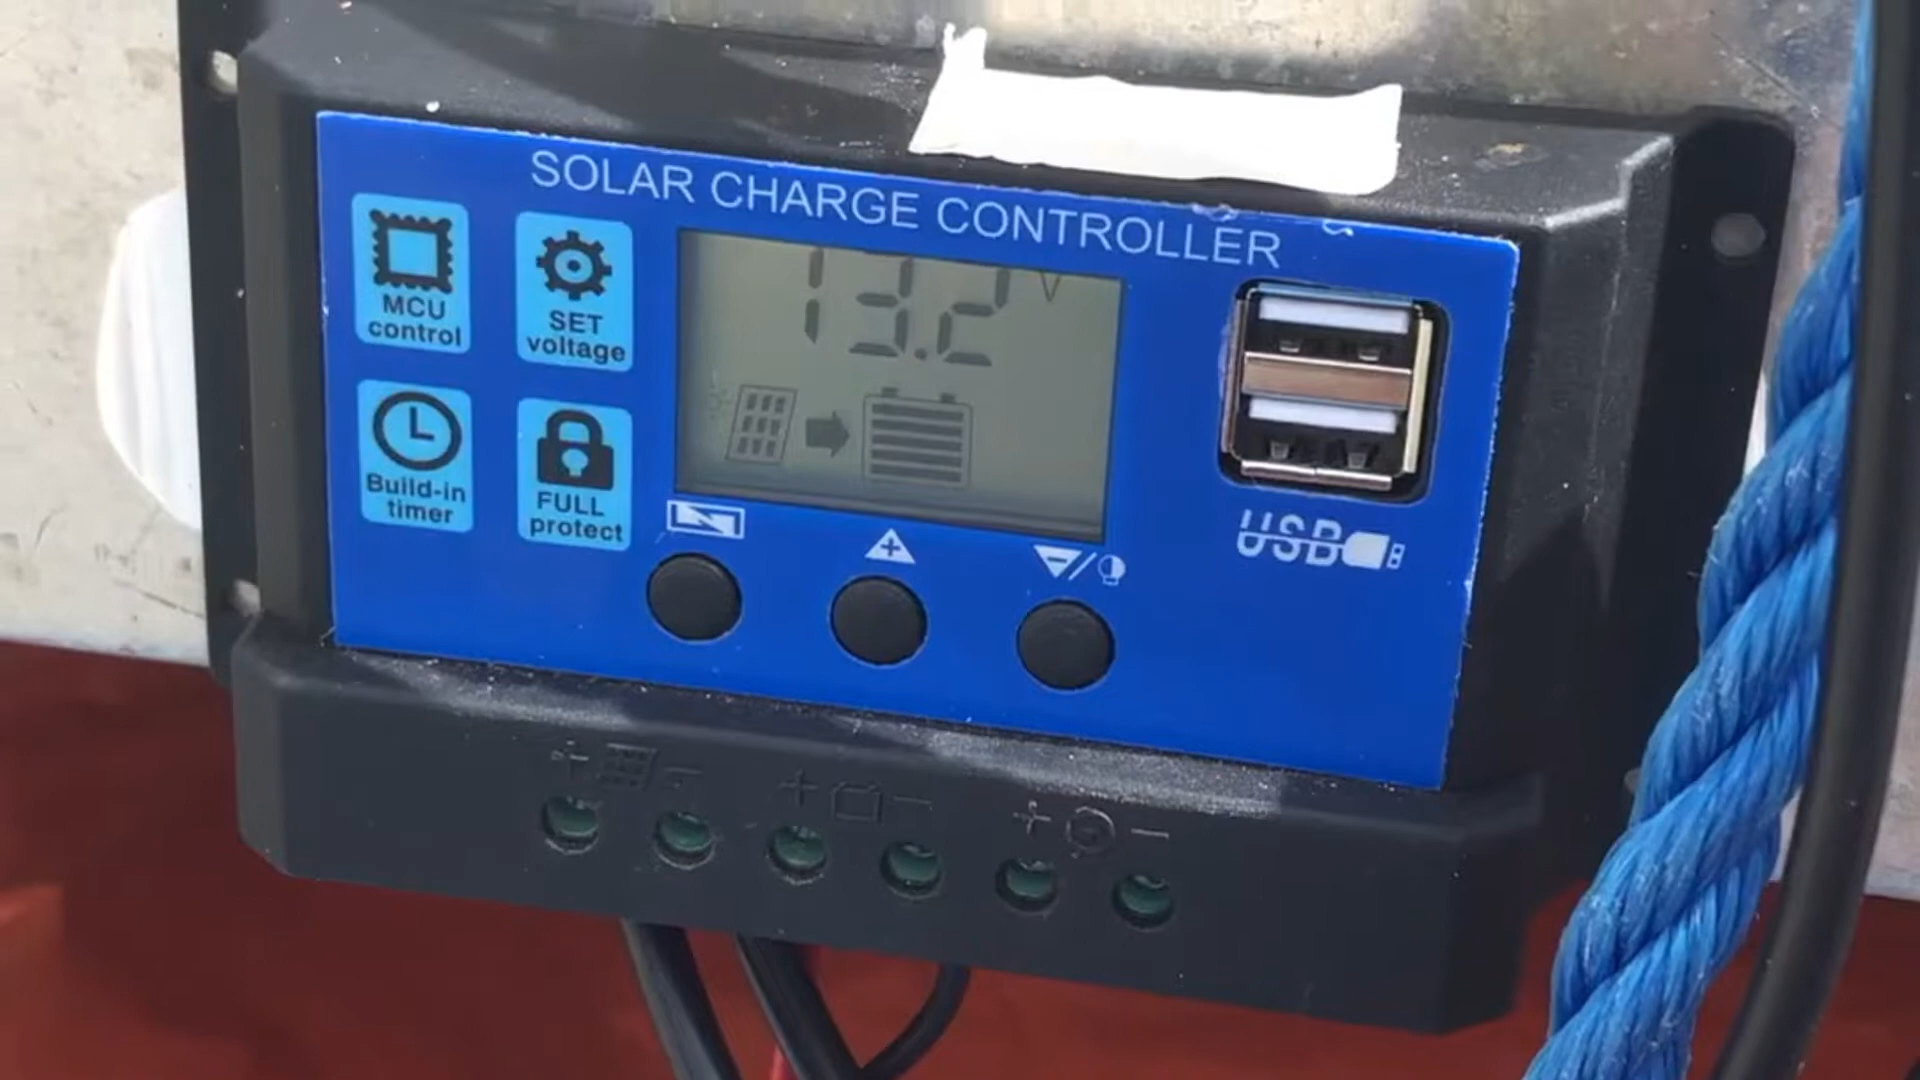 SOLAR CHARGE CONTROLLER
MCU
control
SET
voltage
13.2 V
Build-in
timer
FULL
protect
USB